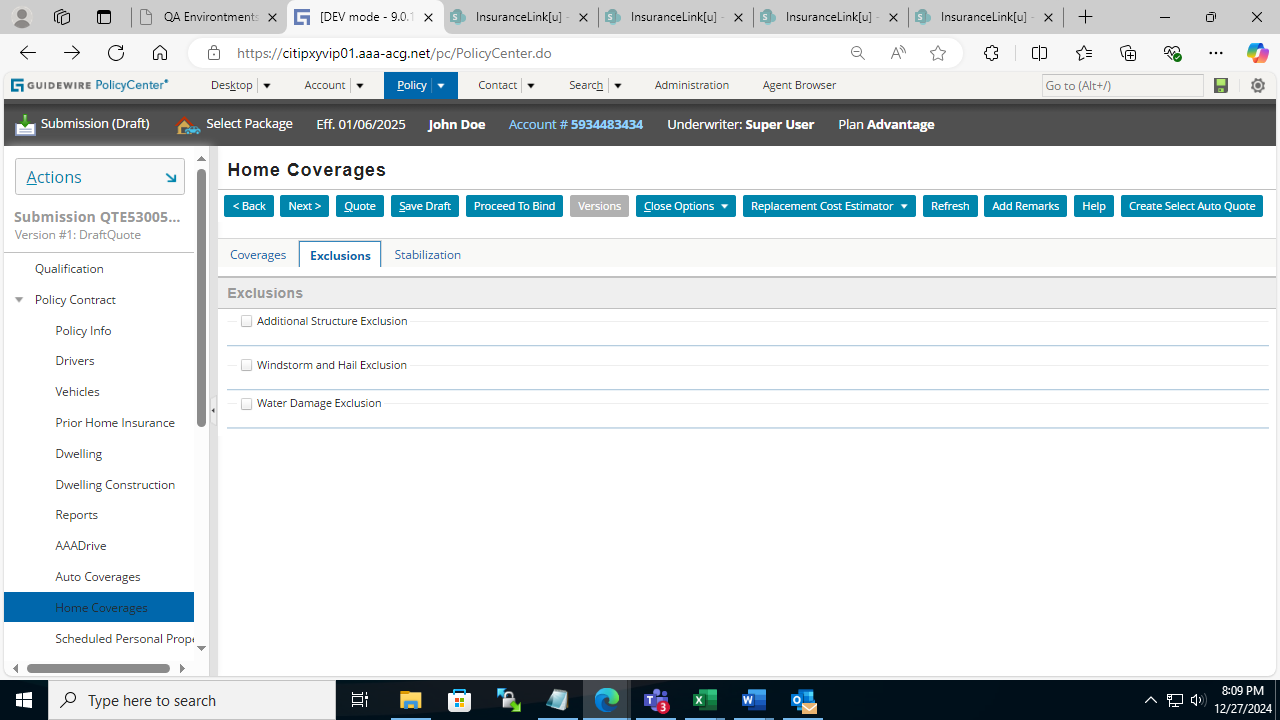 QA Environments
[DEV mode - 9.0.1
InsuranceLink[u] -
InsuranceLink[u] -
InsuranceLink[u] -
InsuranceLink[u] -
https://citipxyvip01.aaa-acg.net/pc/PolicyCenter.do
GUIDEWIRE PolicyCenter
Desktop
Account
Policy
Contact
Search
Administration
Agent Browser
Go to (Alt+/)
Submission (Draft)
Select Package
Eff. 01/06/2025
John Doe
Account # 5934483434
Underwriter: Super User
Plan Advantage
Actions
Submission QTE53005...
Version #1: DraftQuote
Qualification
Policy Contract
Policy Info
Drivers
Vehicles
Prior Home Insurance
Dwelling
Dwelling Construction
Reports
AAADrive
Auto Coverages
Home Coverages
Scheduled Personal Prope
Home Coverages
< Back
Next >
Quote
Save Draft
Proceed To Bind
Versions
Close Options
Replacement Cost Estimator
Refresh
Add Remarks
Help
Create Select Auto Quote
Coverages
Exclusions
Stabilization
Exclusions
Additional Structure Exclusion
Windstorm and Hail Exclusion
Water Damage Exclusion
Type here to search
3
8:09 PM
12/27/2024